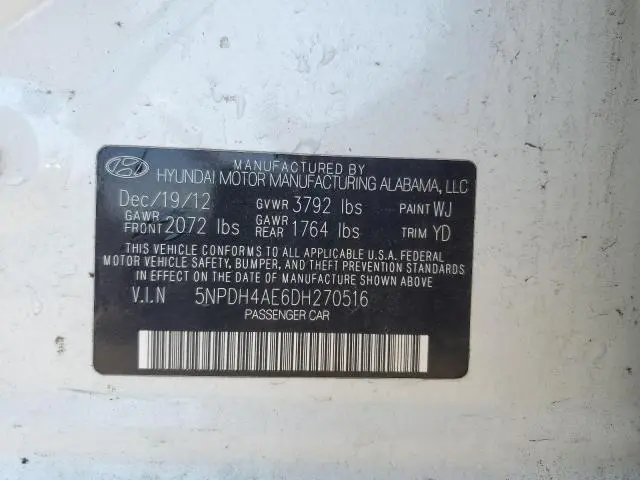 MANUFACTURED BY
HYUNDAI MOTOR MANUFACTURING ALABAMA, LLC
Dec/19/12 GVWR 3792 lbs PAINT WJ
GAWR FRONT 2072 lbs GAWR REAR 1764 lbs TRIM YD
THIS VEHICLE CONFORMS TO ALL APPLICABLE U.S.A. FEDERAL
MOTOR VEHICLE SAFETY, BUMPER, AND THEFT PREVENTION STANDARDS
IN EFFECT ON THE DATE OF MANUFACTURE SHOWN ABOVE.
V.I.N 5NPDH4AE6DH270516
PASSENGER CAR